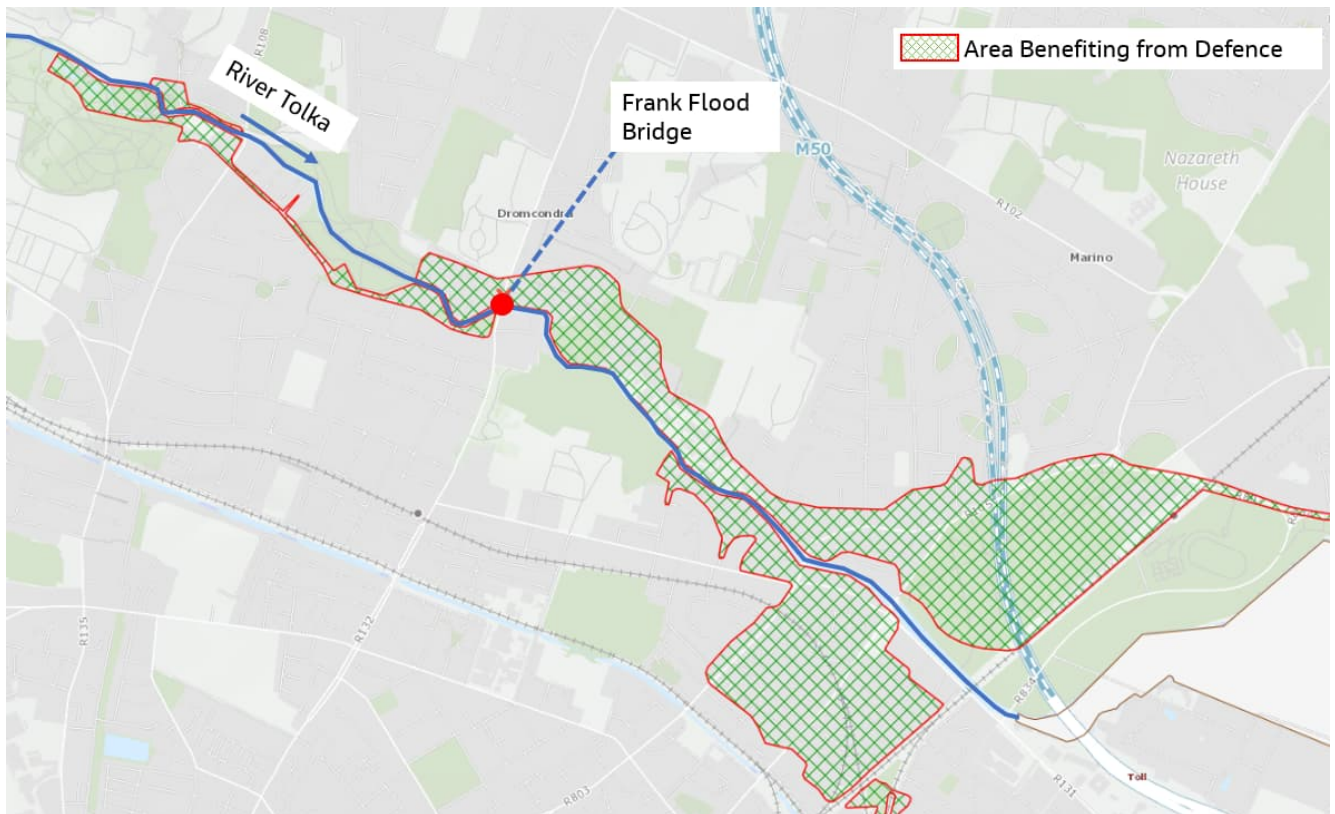 Area Benefiting from Defence
R108
River Tolka
Frank Flood
Bridge
M50
Nazareth
House
R102
Dromcondra
Marino
R135
R132
R834
R803
R131
Toll